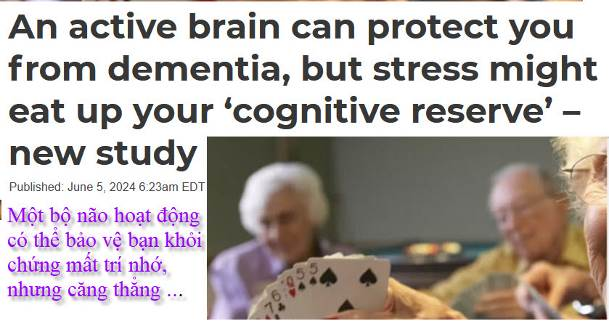 An active brain can protect you
from dementia, but stress might
eat up your ‘cognitive reserve’ –
new study
Published: June 5, 2024 6:23am EDT
Một bộ não hoạt động
có thể bảo vệ bạn khỏi
chứng mất trí nhớ,
nhưng căng thẳng ...